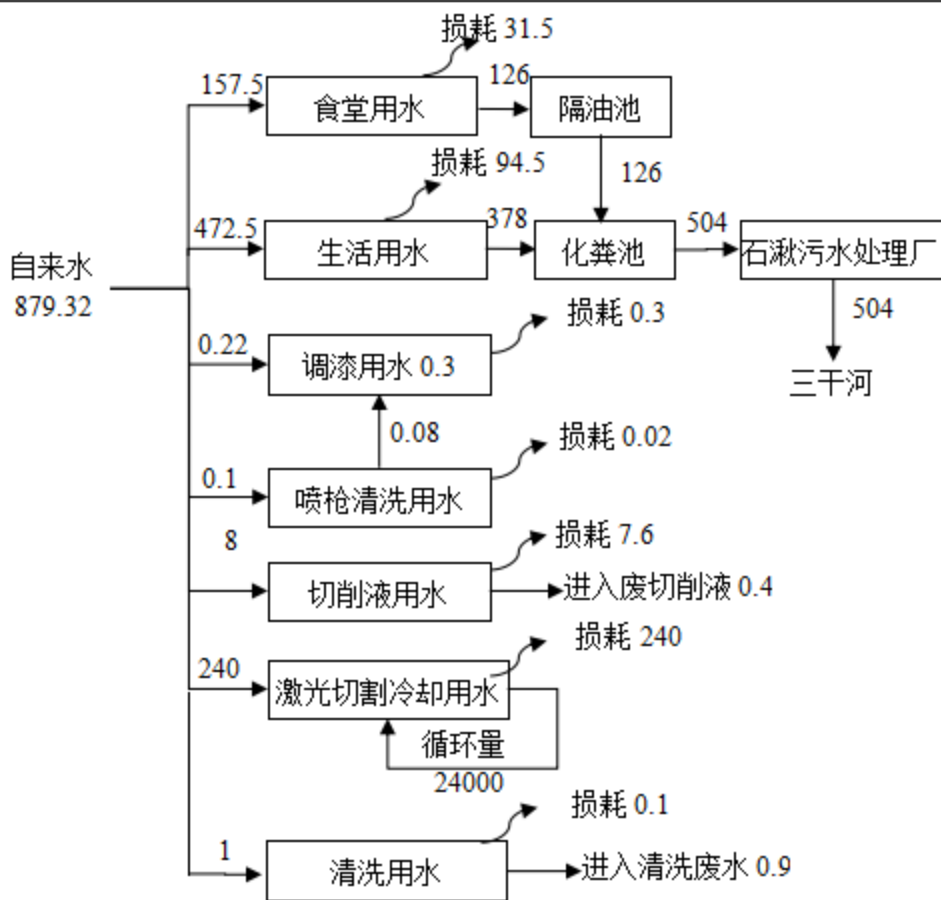 损耗 31.5
157.5
食堂用水
126
隔油池
126
损耗 94.5
472.5
生活用水
378
化粪池
504
石湫污水处理厂
504
三干河
自来水
879.32
损耗 0.3
0.22
调漆用水 0.3
0.08
损耗 0.02
0.1
喷枪清洗用水
8
损耗 7.6
切削液用水
进入废切削液 0.4
损耗 240
240
激光切割冷却用水
循环量
24000
损耗 0.1
1
清洗用水
进入清洗废水 0.9